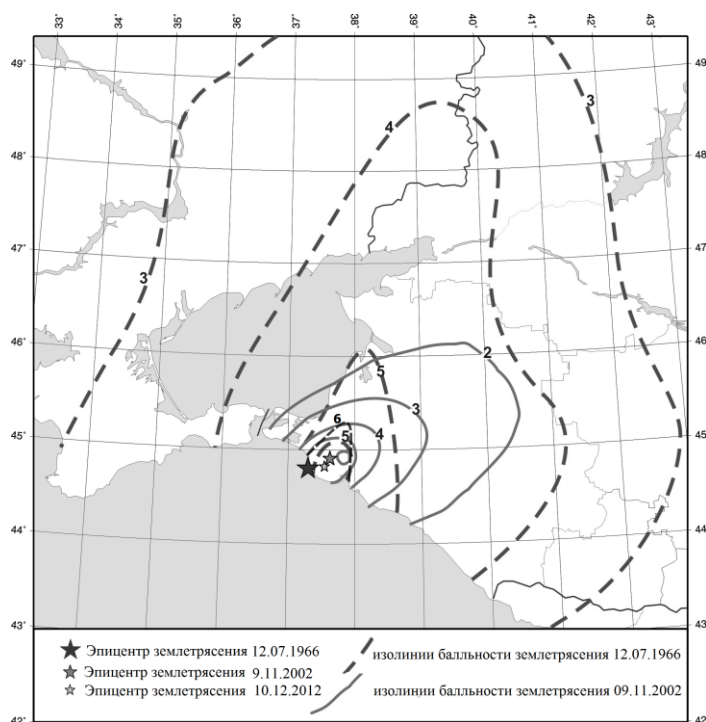 33 34 35 36 37 38 39 40 41 42 43
49° 49
3
4
48° 48
47° 47
3
46° 46
2
5
3
6
45° 5 4 45
44° 44
43° 43
Эпицентр землетрясения 12.07.1966 изолинии балльности землетрясения 12.07.1966
Эпицентр землетрясения 9.11.2002
Эпицентр землетрясения 10.12.2012 изолинии балльности землетрясения 09.11.2002
42° 42